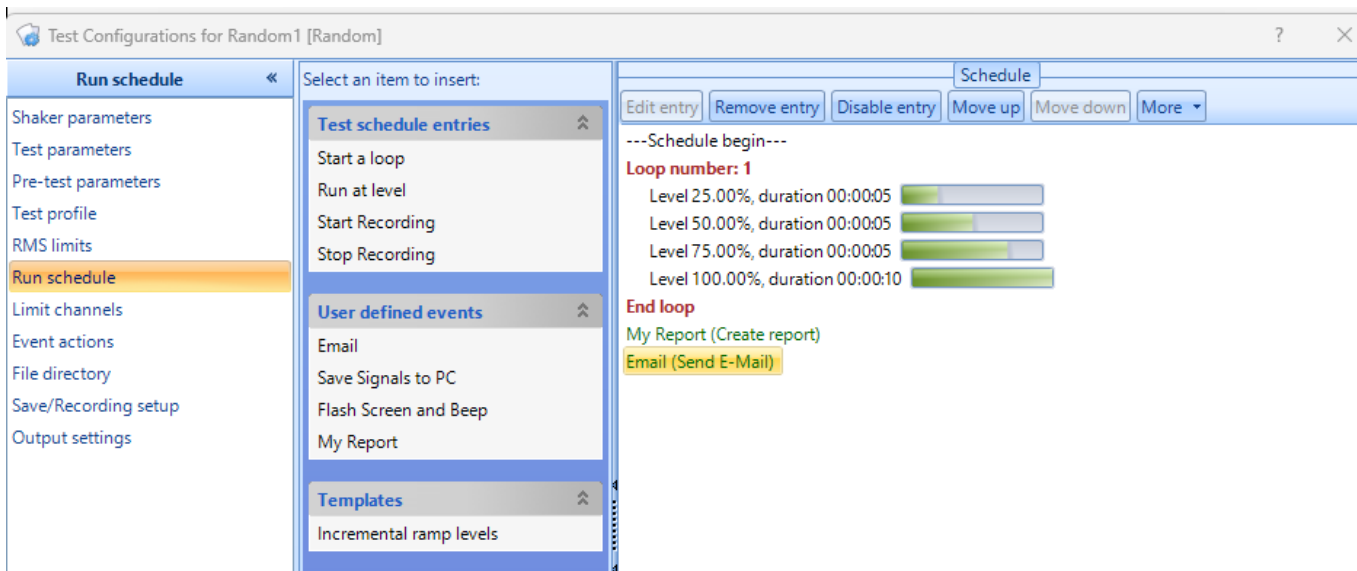 Test Configurations for Random1 [Random]
?
Run schedule
«
Shaker parameters
Test parameters
Pre-test parameters
Test profile
RMS limits
Run schedule
Limit channels
Event actions
File directory
Save/Recording setup
Output settings
Select an item to insert:
Test schedule entries
Start a loop
Run at level
Start Recording
Stop Recording
User defined events
Email
Save Signals to PC
Flash Screen and Beep
My Report
Templates
Incremental ramp levels
Schedule
Edit entry Remove entry Disable entry Move up Move down More
---Schedule begin---
Loop number: 1
Level 25.00%, duration 00:00:05
Level 50.00%, duration 00:00:05
Level 75.00%, duration 00:00:05
Level 100.00%, duration 00:00:10
End loop
My Report (Create report)
Email (Send E-Mail)